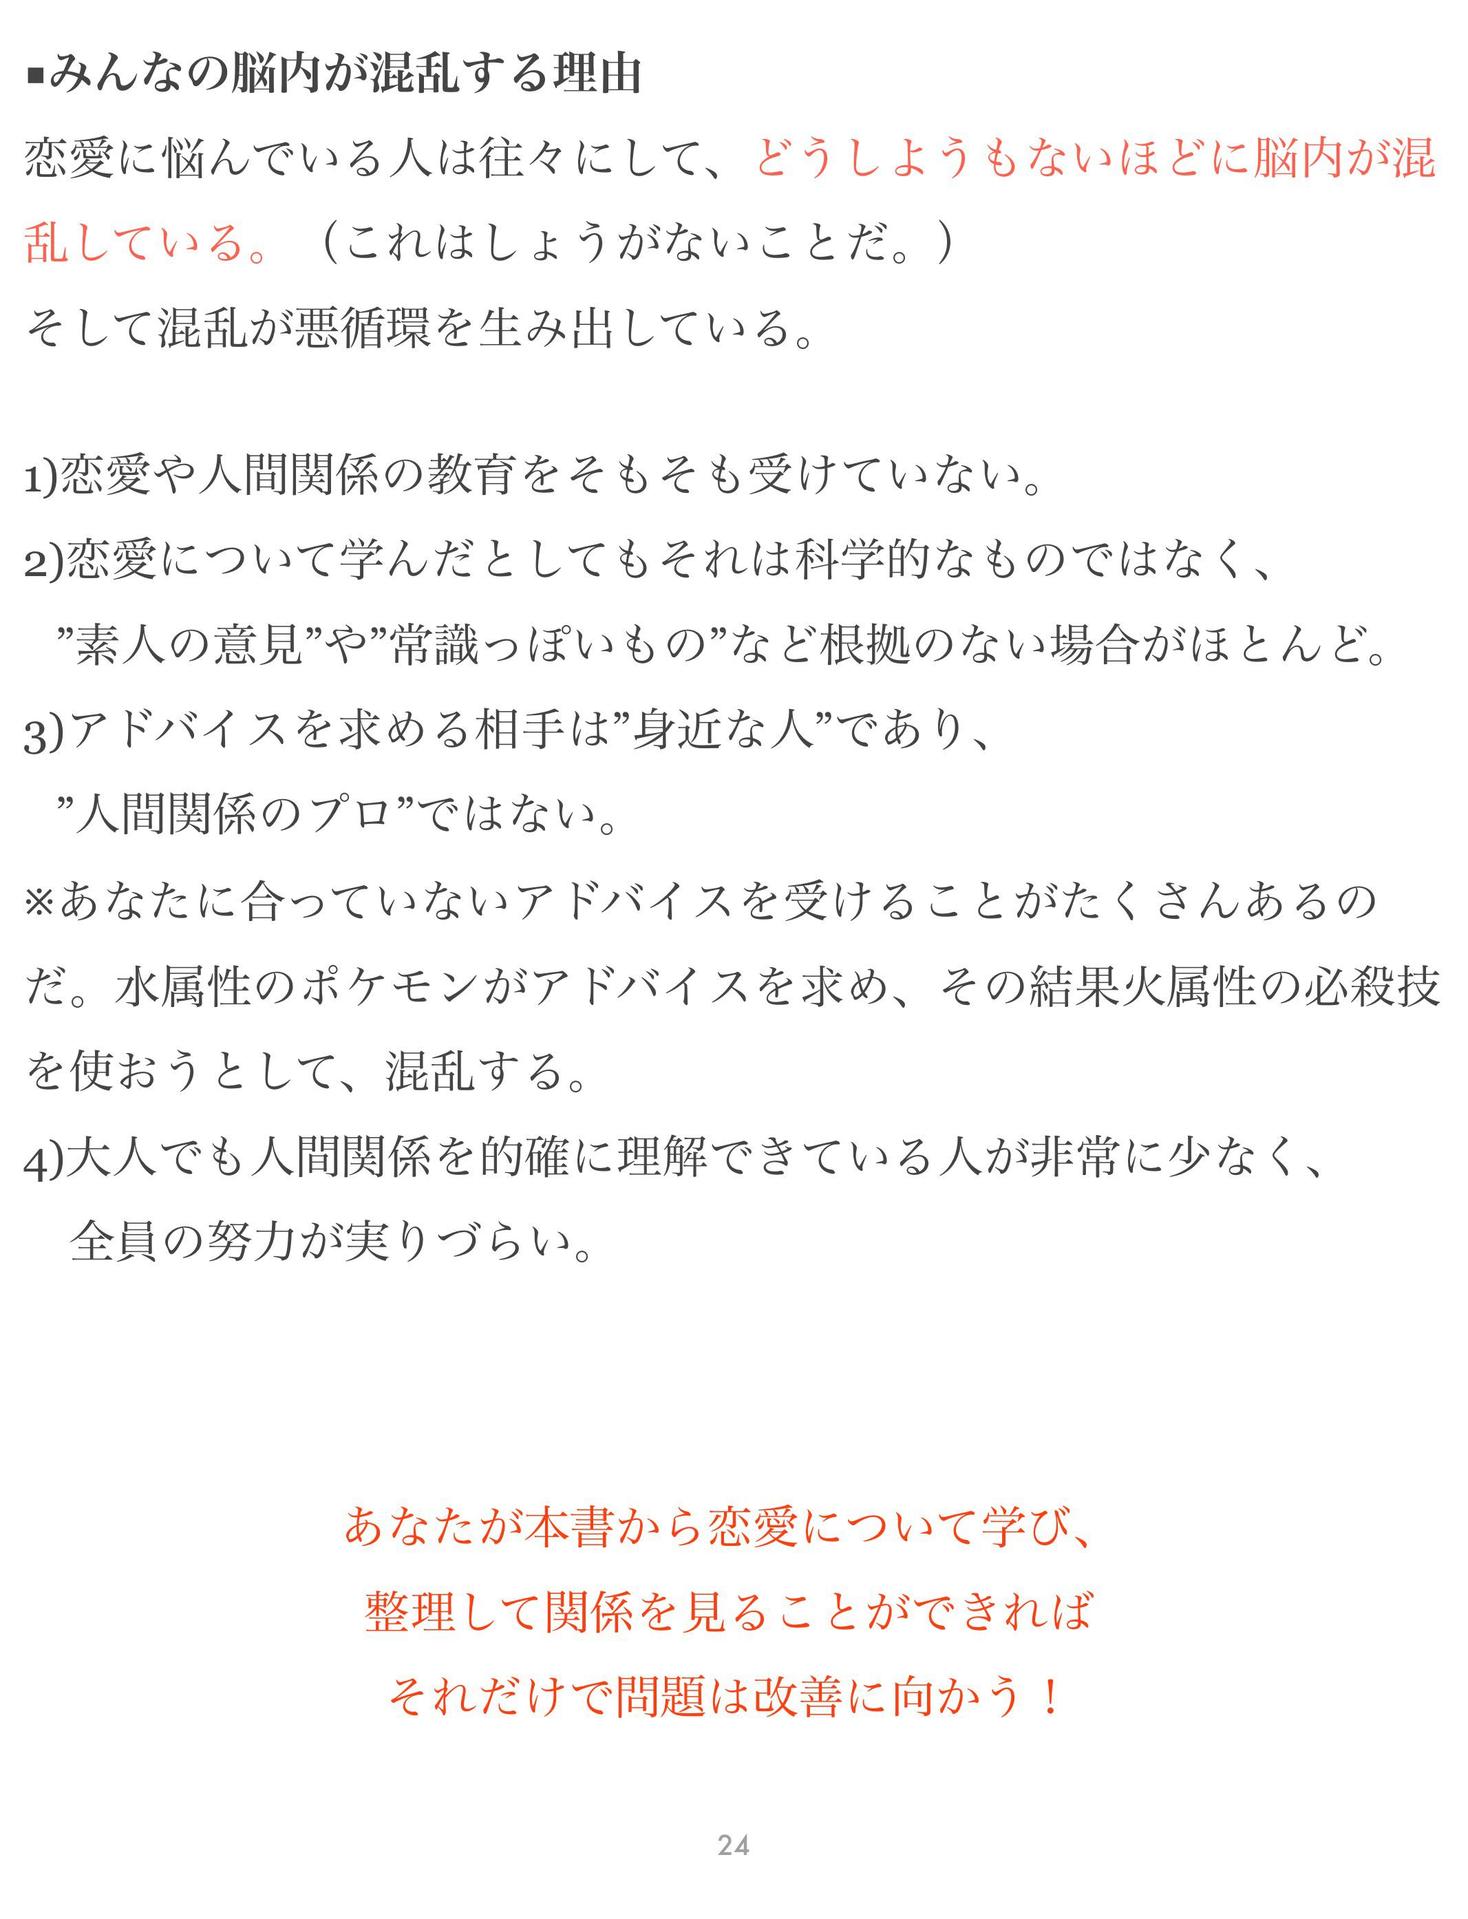 ▪みんなの脳内が混乱する理由
恋愛に悩んでいる人は往々にして、どうしようもないほどに脳内が混
乱している。（これはしょうがないことだ。）
そして混乱が悪循環を生み出している。
1)恋愛や人間関係の教育をそもそも受けていない。
2)恋愛について学んだとしてもそれは科学的なものではなく、
”素人の意見”や”常識っぽいもの”など根拠のない場合がほとんど。
3)アドバイスを求める相手は”身近な人”であり、
”人間関係のプロ”ではない。
※あなたに合っていないアドバイスを受けることがたくさんあるの
だ。水属性のポケモンがアドバイスを求め、その結果火属性の必殺技
を使おうとして、混乱する。
4)大人でも人間関係を的確に理解できている人が非常に少なく、
全員の努力が実りづらい。
あなたが本書から恋愛について学び、
整理して関係を見ることができれば
それだけで問題は改善に向かう！
24